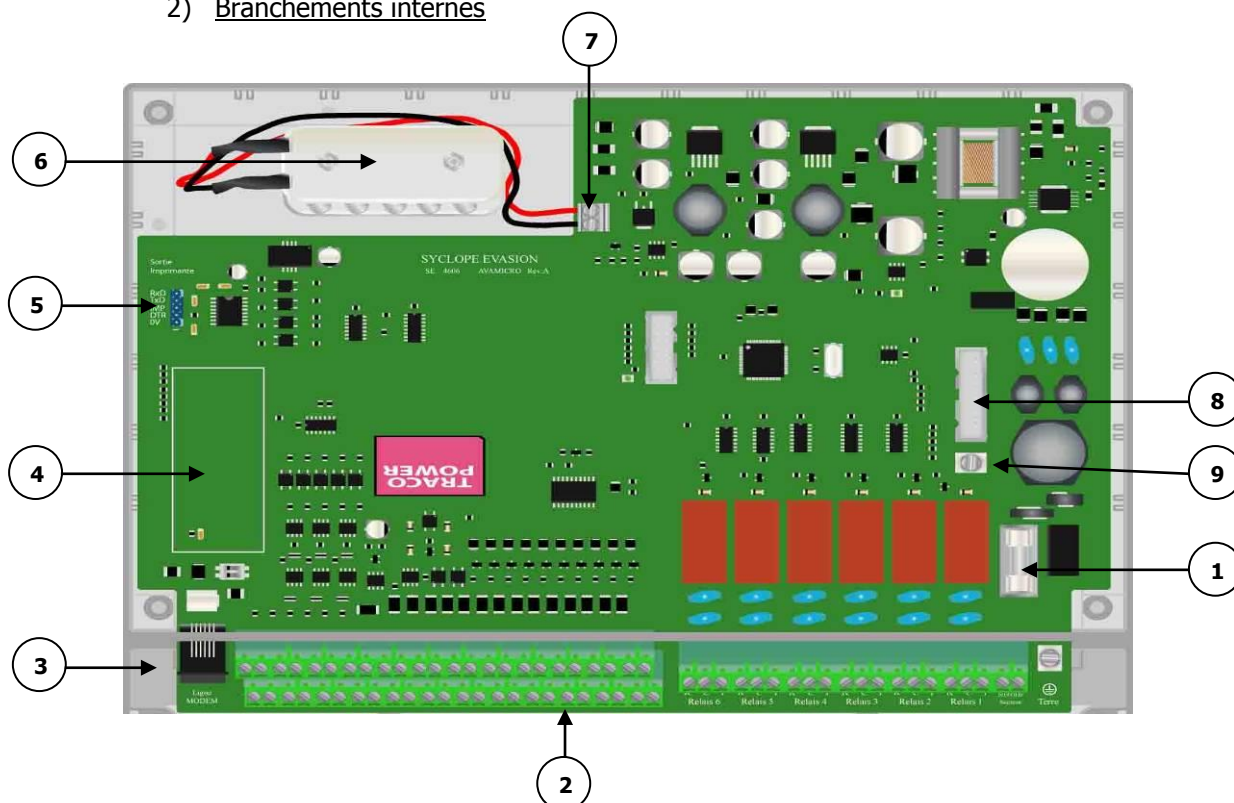 2) Branchements internes
7
6
Sortie
Imprimante
SYCLOPE EVASION
SE 4606 AVAMICRO Rev.A
5
RxD
TxD
DTR
0V
8
4
TRACO
POWER
9
1
3
Ligne
MODEM
Relais 6
Relais 5
Relais 4
Relais 3
Relais 2
Relais 1
Terre
2